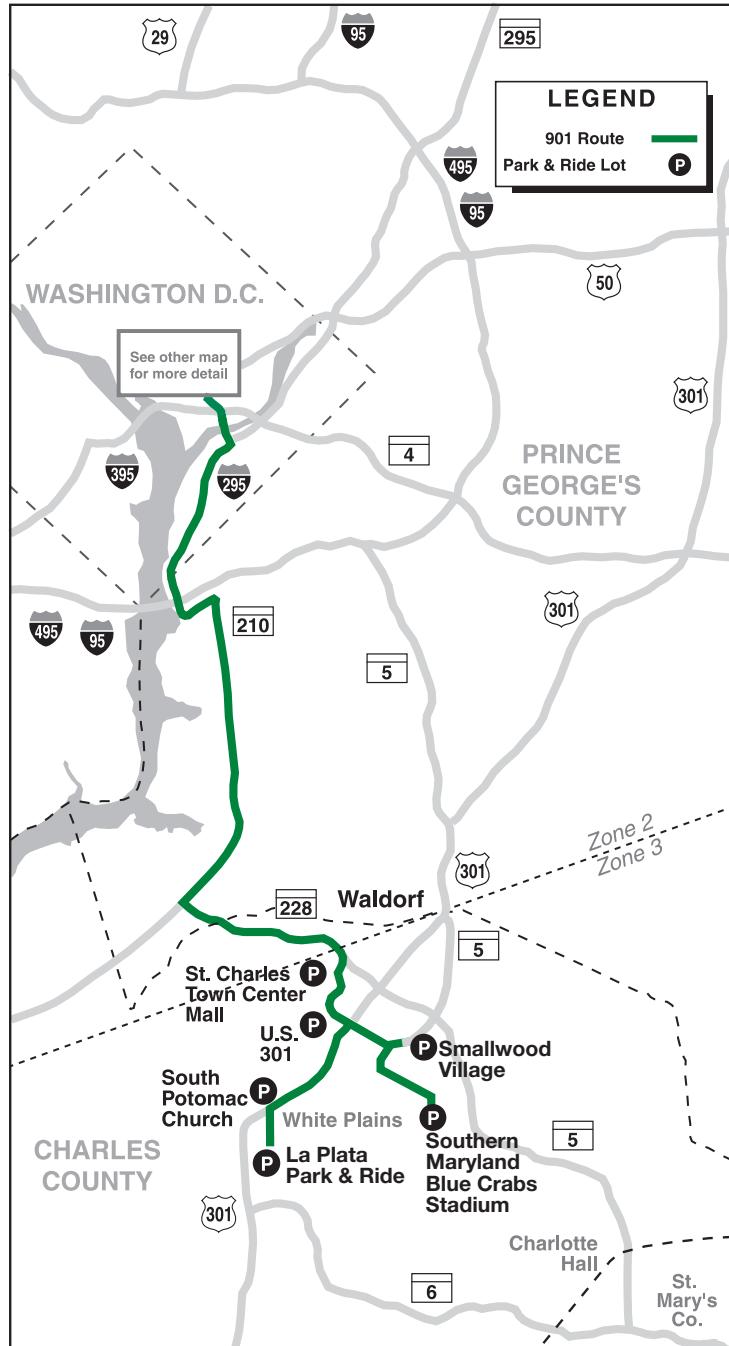 29
95
295
LEGEND
901 Route
Park & Ride Lot
P
495
95
50
WASHINGTON D.C.
See other map
for more detail
301
395
295
4
PRINCE
GEORGE'S
COUNTY
301
495
95
210
5
Zone 2
Zone 3
301
Waldorf
228
5
St. Charles
Town Center
Mall
P
U.S.
301
P
P
Smallwood
Village
South
Potomac
Church
P
White Plains
P
Southern
Maryland
Blue Crabs
Stadium
5
CHARLES
COUNTY
P
La Plata
Park & Ride
301
Charlotte
Hall
6
St.
Mary's
Co.